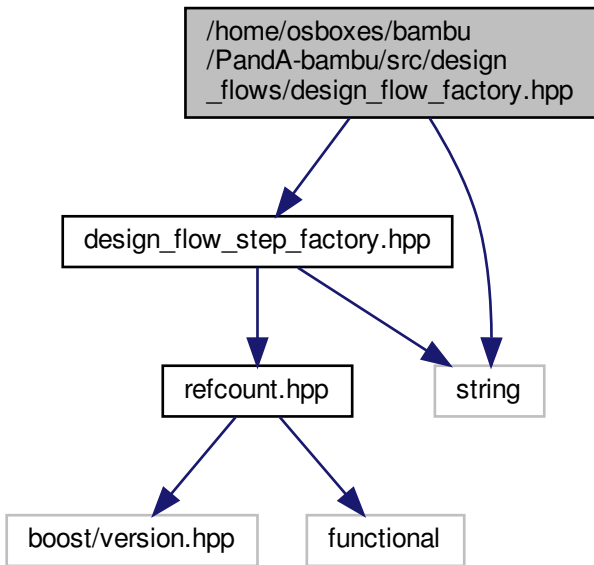 /home/osboxes/bambu
/PandA-bambu/src/design
_flows/design_flow_factory.hpp
design_flow_step_factory.hpp
refcount.hpp
string
boost/version.hpp
functional